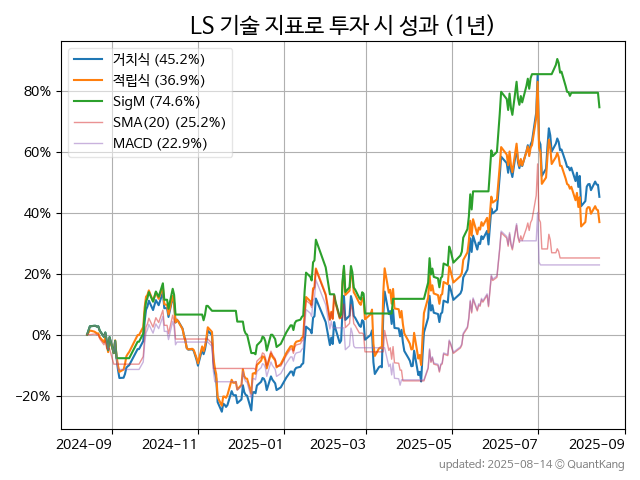 LS 기술 지표로 투자 시 성과 (1년)
거치식 (45.2%)
적립식 (36.9%)
SigM (74.6%)
SMA(20) (25.2%)
MACD (22.9%)
80%
60%
40%
20%
0%
−20%
2024-09 2024-11 2025-01 2025-03 2025-05 2025-07 2025-09
updated: 2025-08-14 © QuantKang